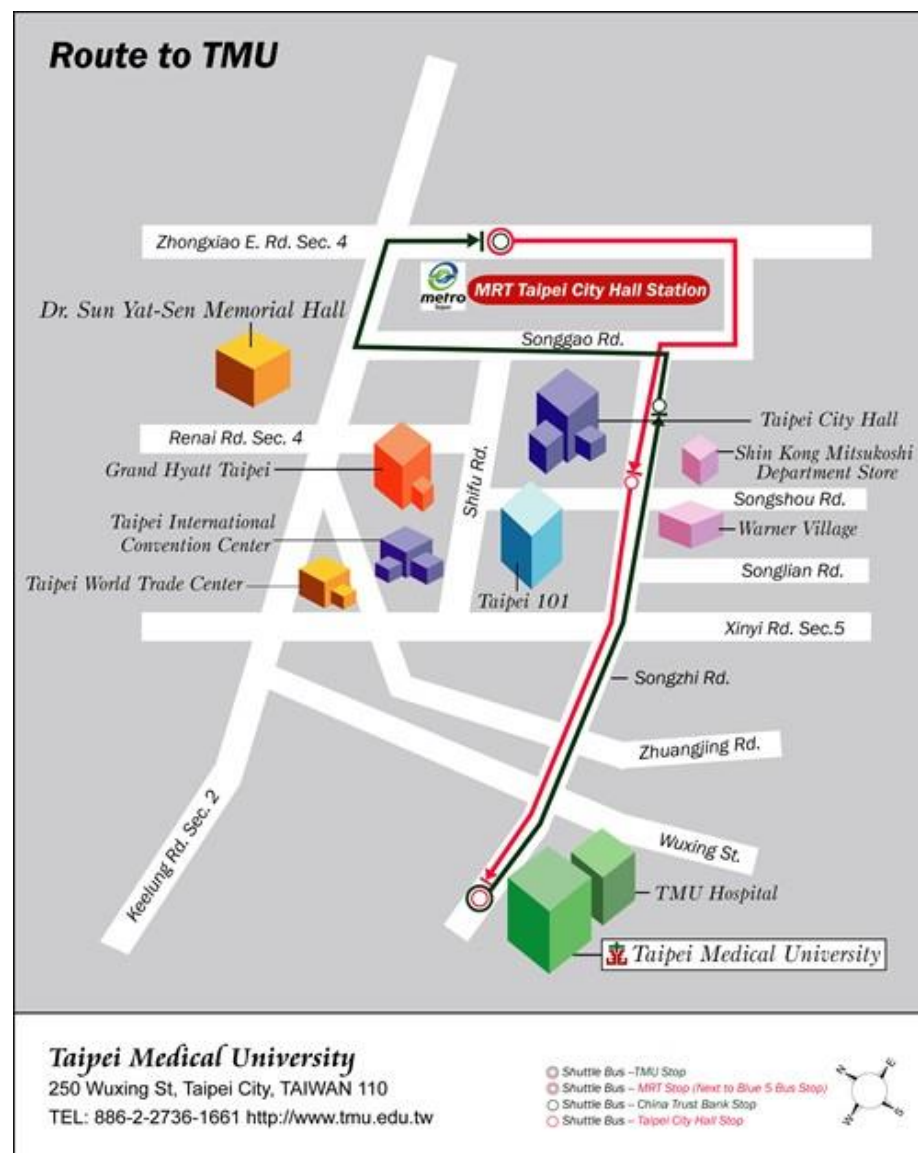 Route to TMU
Zhongxiao E. Rd. Sec. 4
metro
Taipei
MRT Taipei City Hall Station
Dr. Sun Yat-Sen Memorial Hall
Songgao Rd.
Taipei City Hall
Renai Rd. Sec. 4
Grand Hyatt Taipei
Shifu Rd.
Shin Kong Mitsukoshi
Department Store
Songshou Rd.
Taipei International
Convention Center
Warner Village
Taipei World Trade Center
Taipei 101
Songlian Rd.
Xinyi Rd. Sec.5
Songzhi Rd.
Zhuangjing Rd.
Keelung Rd. Sec. 2
Wuxing St.
TMU Hospital
Taipei Medical University
Taipei Medical University
250 Wuxing St, Taipei City, TAIWAN 110
TEL: 886-2-2736-1661 http://www.tmu.edu.tw
Shuttle Bus –TMU Stop
Shuttle Bus – MRT Stop (Next to Blue 5 Bus Stop)
Shuttle Bus – China Trust Bank Stop
Shuttle Bus – Taipei City Hall Stop
N
E
W
S